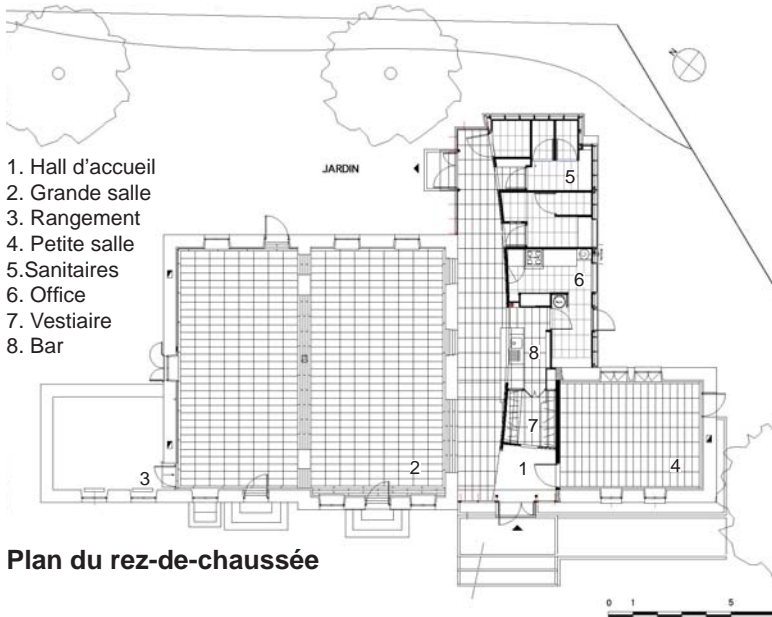 N
JARDIN
1. Hall d'accueil
2. Grande salle
3. Rangement
4. Petite salle
5.Sanitaires
6. Office
7. Vestiaire
8. Bar
5
6
8
7
1
2
3
4
Plan du rez-de-chaussée
0 1 5